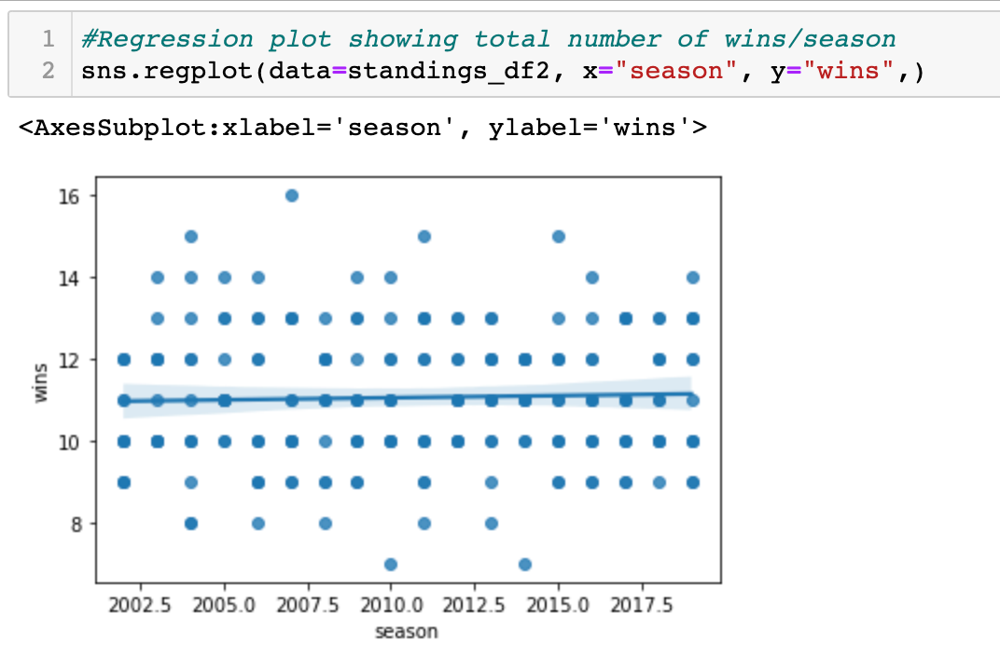 1 #Regression plot showing total number of wins/season
2 sns.regplot(data=standings_df2, x="season", y="wins",)
<AxesSubplot:xlabel='season', ylabel='wins'>
16
14
12
10
8
wins
2002.5 2005.0 2007.5 2010.0 2012.5 2015.0 2017.5
season